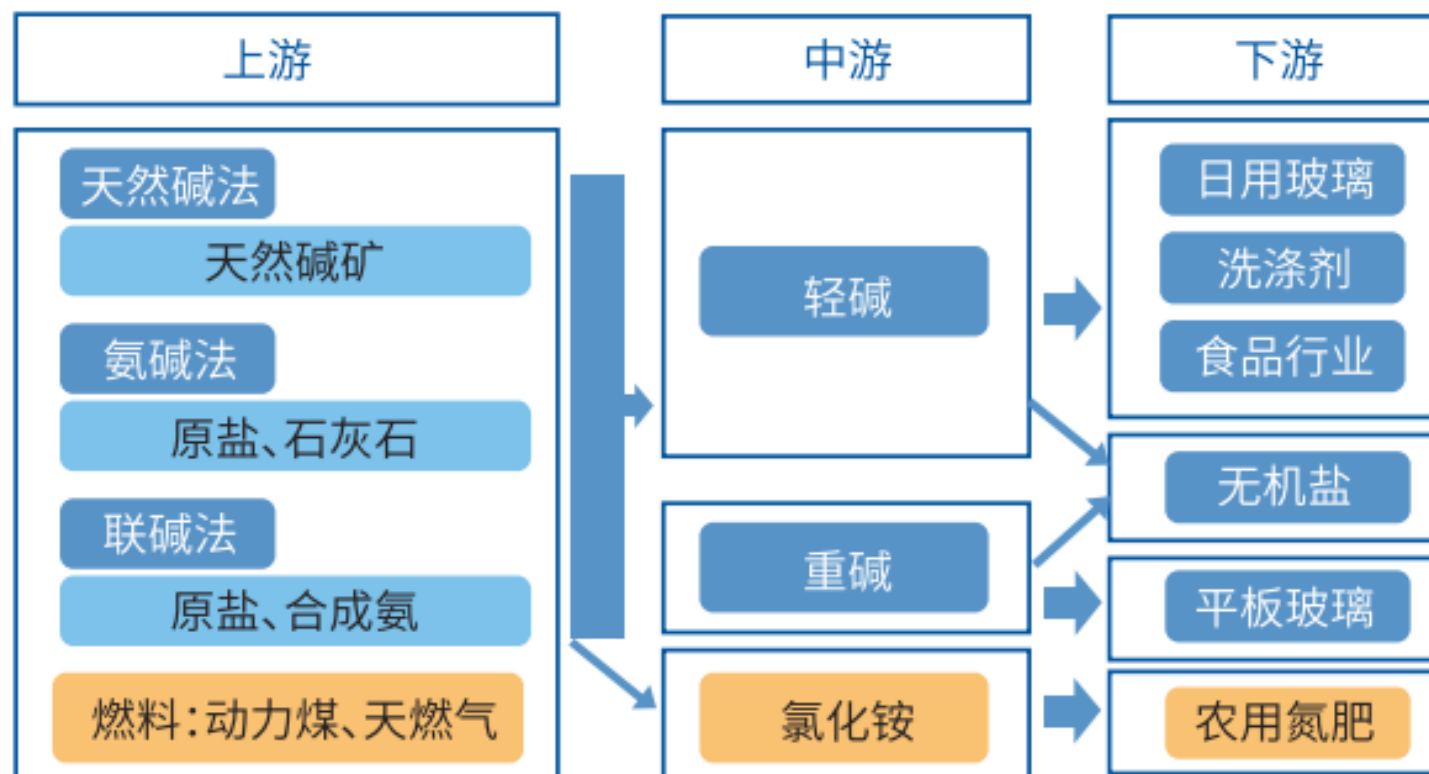 上游
中游
下游
天然碱法
天然碱矿
氨碱法
原盐、石灰石
联碱法
原盐、合成氨
燃料：动力煤、天燃气
轻碱
重碱
氯化铵
日用玻璃
洗涤剂
食品行业
无机盐
平板玻璃
农用氮肥